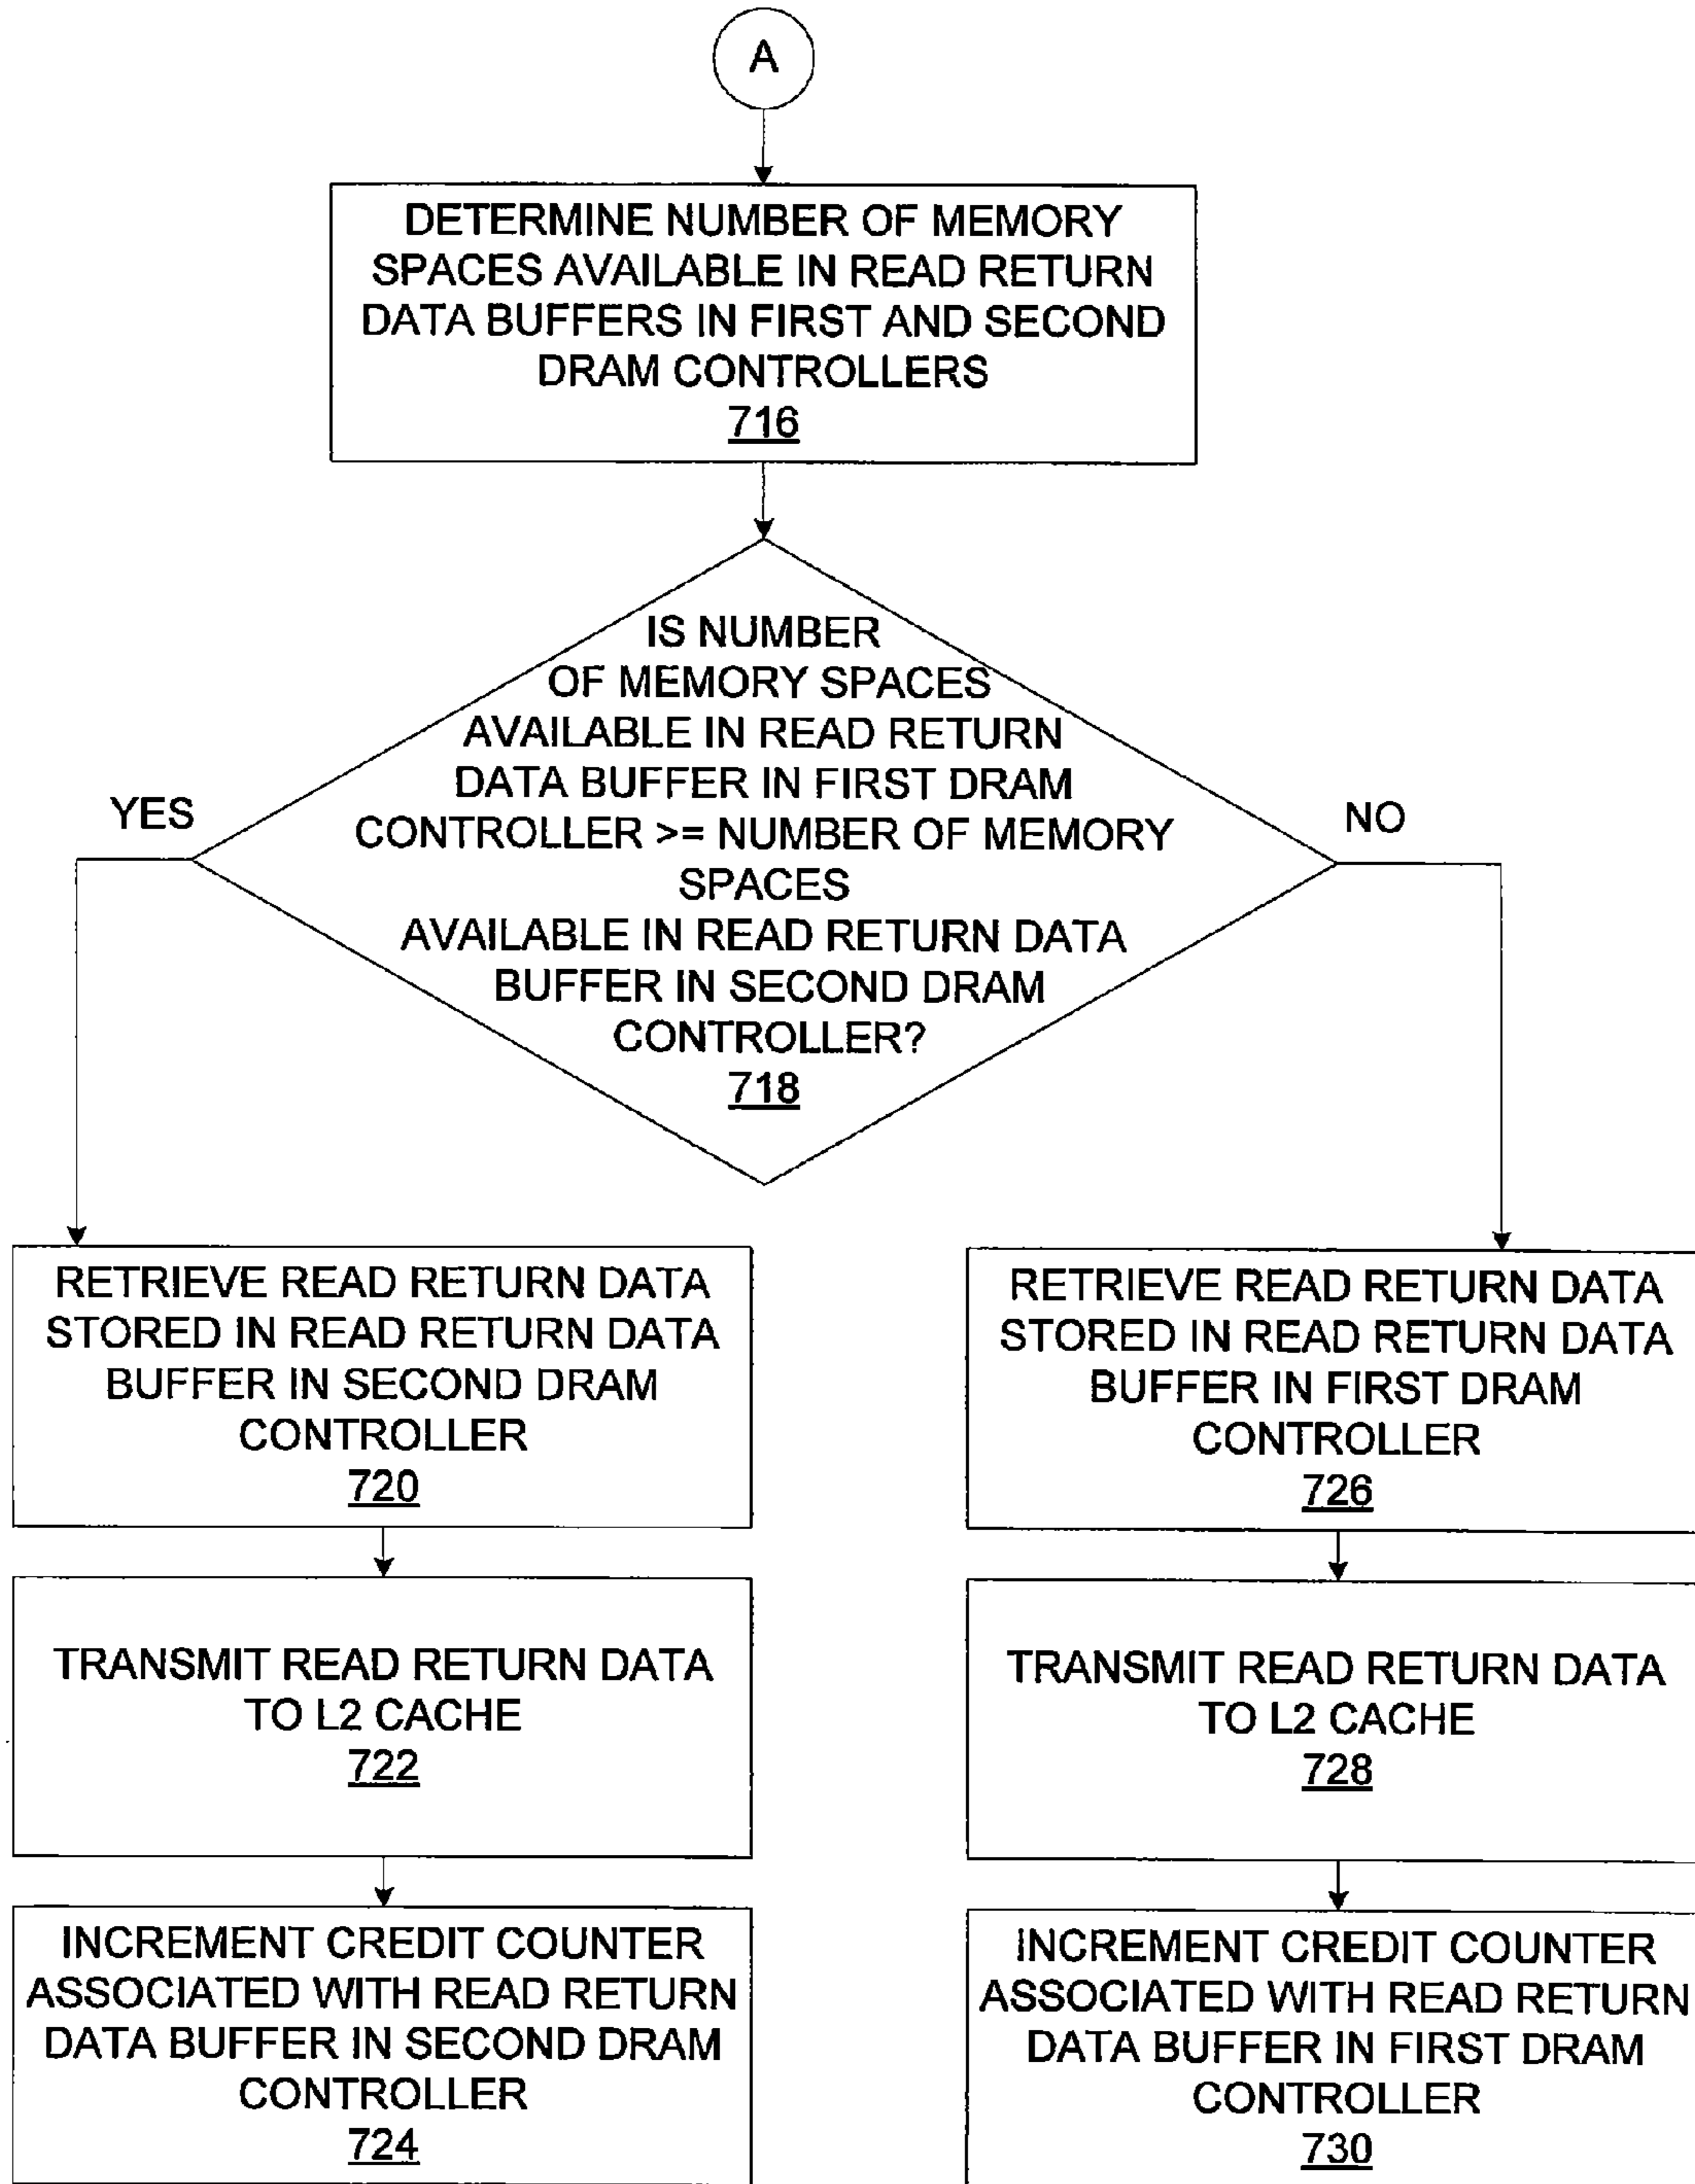 A
DETERMINE NUMBER OF MEMORY
SPACES AVAILABLE IN READ RETURN
DATA BUFFERS IN FIRST AND SECOND
DRAM CONTROLLERS
716
IS NUMBER
OF MEMORY SPACES
AVAILABLE IN READ RETURN
DATA BUFFER IN FIRST DRAM
CONTROLLER >= NUMBER OF MEMORY
SPACES
AVAILABLE IN READ RETURN DATA
BUFFER IN SECOND DRAM
CONTROLLER?
718
YES
NO
RETRIEVE READ RETURN DATA
STORED IN READ RETURN DATA
BUFFER IN SECOND DRAM
CONTROLLER
720
TRANSMIT READ RETURN DATA
TO L2 CACHE
722
INCREMENT CREDIT COUNTER
ASSOCIATED WITH READ RETURN
DATA BUFFER IN SECOND DRAM
CONTROLLER
724
RETRIEVE READ RETURN DATA
STORED IN READ RETURN DATA
BUFFER IN FIRST DRAM
CONTROLLER
726
TRANSMIT READ RETURN DATA
TO L2 CACHE
728
INCREMENT CREDIT COUNTER
ASSOCIATED WITH READ RETURN
DATA BUFFER IN FIRST DRAM
CONTROLLER
730